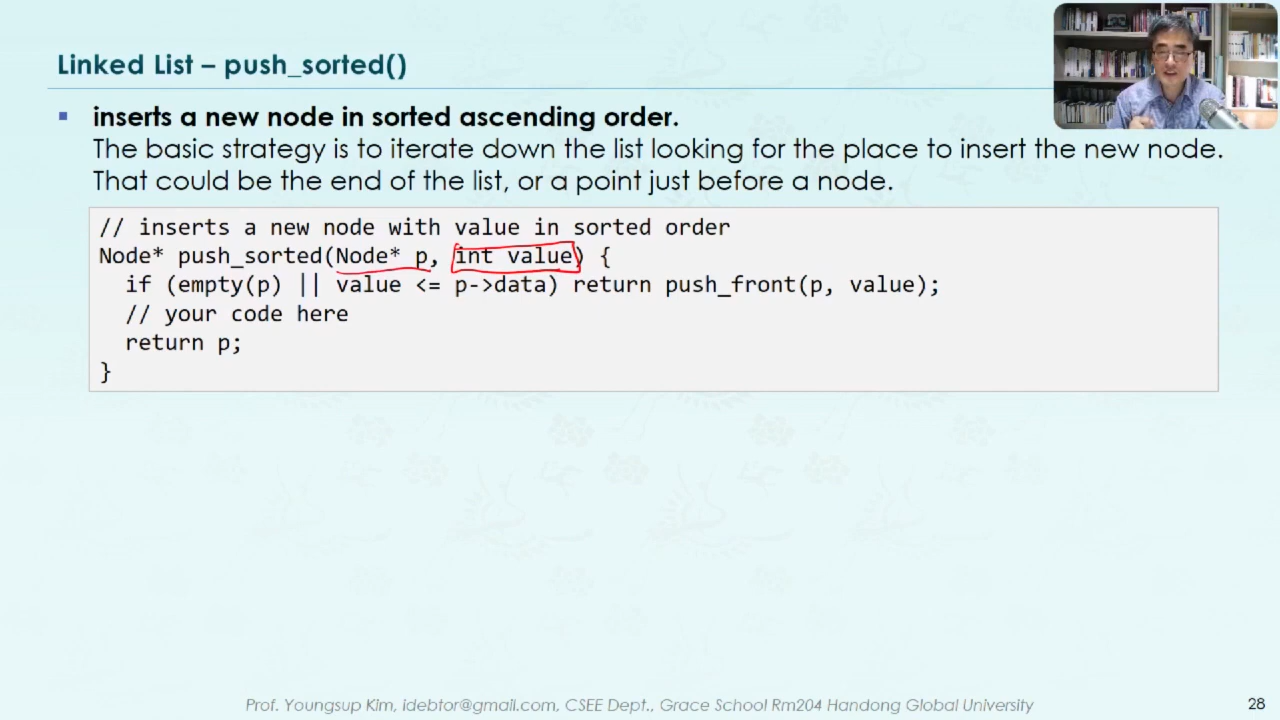 Linked List – push_sorted()
▪ inserts a new node in sorted ascending order.
The basic strategy is to iterate down the list looking for the place to insert the new node.
That could be the end of the list, or a point just before a node.
// inserts a new node with value in sorted order
Node* push_sorted(Node* p, int value) {
  if (empty(p) || value <= p->data) return push_front(p, value);
  // your code here
  return p;
}
Prof. Youngsup Kim, idebtor@gmail.com, CSEE Dept., Grace School Rm204 Handong Global University
28